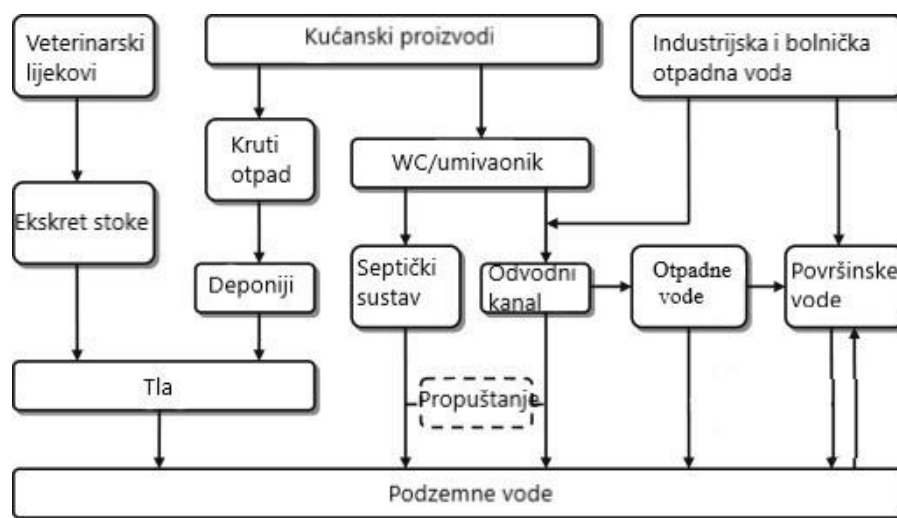 Veterinarski
lijekovi
Kućanski proizvodi
Industrijska i bolnička
otpadna voda
Kruti
otpad
WC/umivaonik
Ekskret stoke
Septički
sustav
Odvodni
kanal
Otpadne
vode
Površinske
vode
Deponiji
Tla
Propuštanje
Podzemne vode